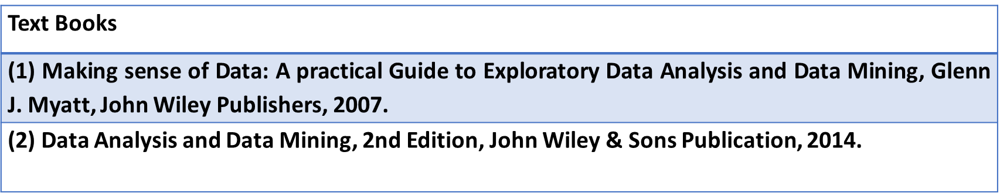 Text Books
(1) Making sense of Data: A practical Guide to Exploratory Data Analysis and Data Mining, Glenn
J. Myatt, John Wiley Publishers, 2007.
(2) Data Analysis and Data Mining, 2nd Edition, John Wiley & Sons Publication, 2014.